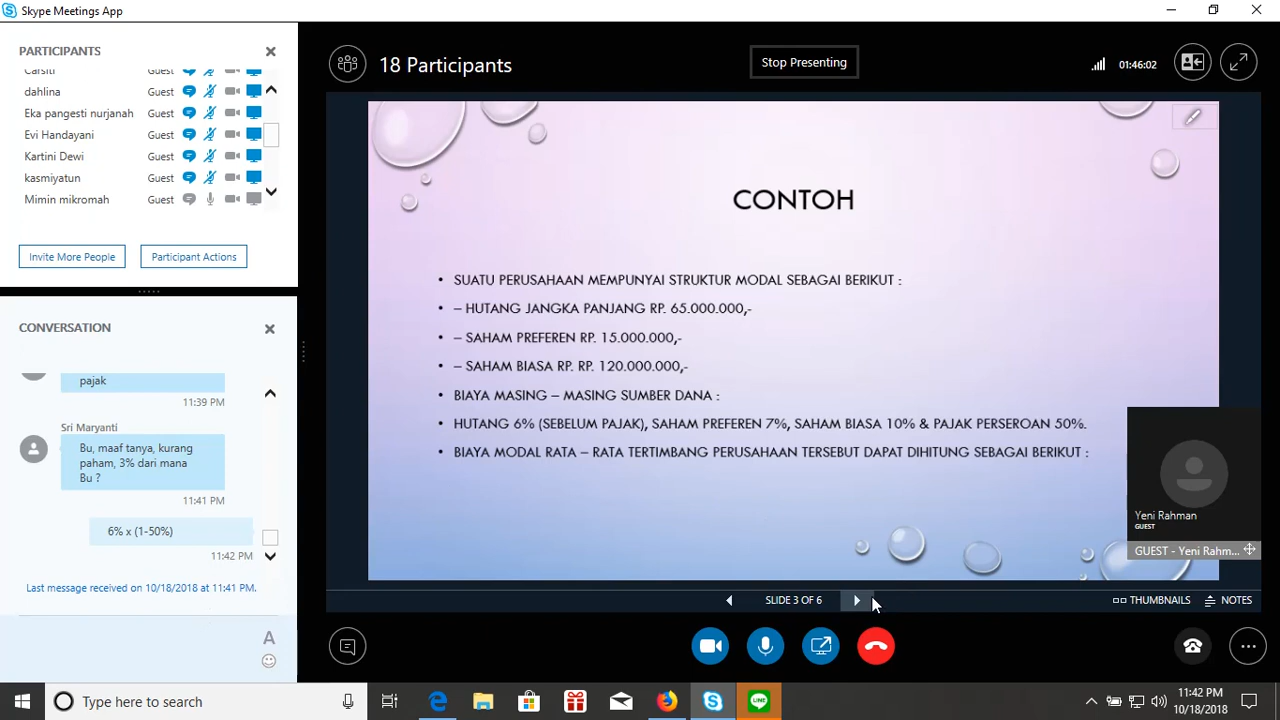 Skype Meetings App
PARTICIPANTS
Carsiti Guest
dahlina Guest
Eka pangesti nurjanah Guest
Evi Handayani Guest
Kartini Dewi Guest
kasmiyatun Guest
Mimin mikromah Guest
Invite More People Participant Actions
CONVERSATION
pajak
11:39 PM
Sri Maryanti
Bu, maaf tanya, kurang
paham, 3% dari mana
Bu ?
11:41 PM
6% x (1-50%)
11:42 PM
Last message received on 10/18/2018 at 11:41 PM.
A
18 Participants
Stop Presenting
01:46:02
CONTOH
• SUATU PERUSAHAAN MEMPUNYAI STRUKTUR MODAL SEBAGAI BERIKUT :
• – HUTANG JANGKA PANJANG RP. 65.000.000,-
• – SAHAM PREFEREN RP. 15.000.000,-
• – SAHAM BIASA RP. RP. 120.000.000,-
• BIAYA MASING – MASING SUMBER DANA :
• HUTANG 6% (SEBELUM PAJAK), SAHAM PREFEREN 7%, SAHAM BIASA 10% & PAJAK PERSEROAN 50%.
• BIAYA MODAL RATA – RATA TERTIMBANG PERUSAHAAN TERSEBUT DAPAT DIHITUNG SEBAGAI BERIKUT :
Yeni Rahman
GUEST
GUEST - Yeni Rahm...
SLIDE 3 OF 6
THUMBNAILS NOTES
Type here to search
LINE
11:42 PM
10/18/2018